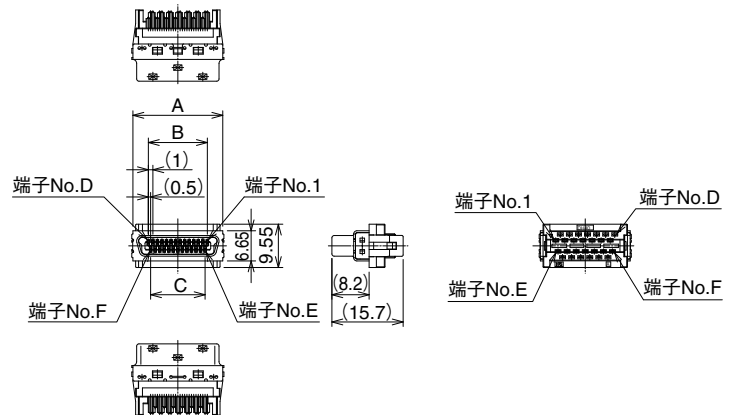 A
B
(1)
(0.5)
端子No.D
端子No.1
6.65
9.55
C
端子No.F
端子No.E
(8.2)
(15.7)
端子No.1
端子No.D
端子No.E
端子No.F